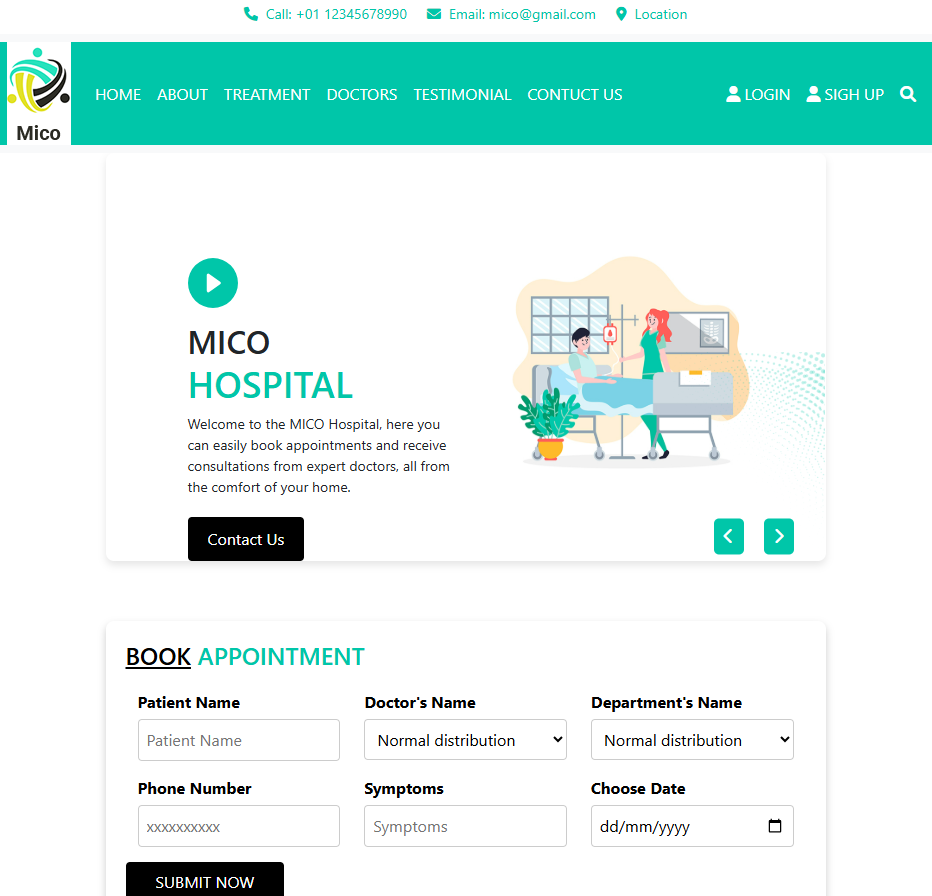 Call: +01 12345678990 Email: mico@gmail.com Location
Mico
HOME ABOUT TREATMENT DOCTORS TESTIMONIAL CONTUCT US LOGIN SIGH UP
MICO
HOSPITAL
Welcome to the MICO Hospital, here you
can easily book appointments and receive
consultations from expert doctors, all from
the comfort of your home.
Contact Us
BOOK APPOINTMENT
Patient Name Doctor's Name Department's Name
Patient Name Normal distribution Normal distribution
Phone Number Symptoms Choose Date
xxxxxxxxxx Symptoms dd/mm/yyyy
SUBMIT NOW